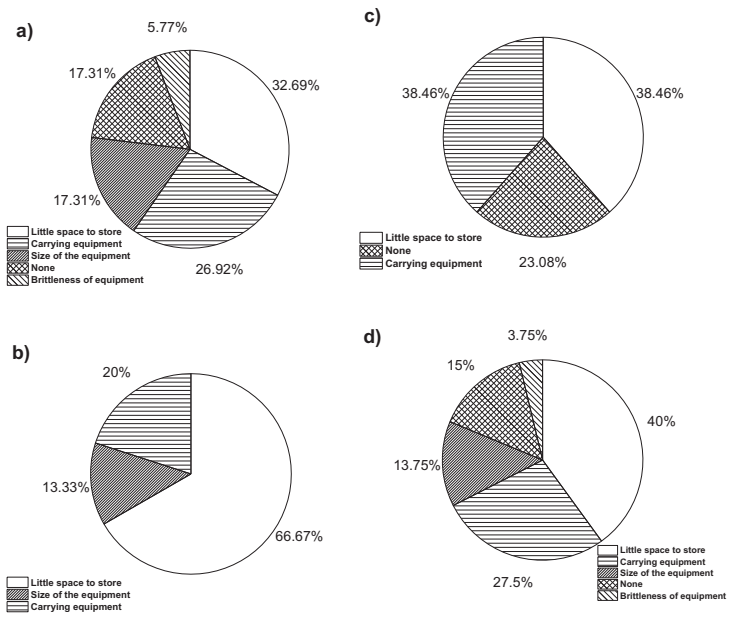 a)
5.77%
17.31%
32.69%
17.31%
26.92%
Little space to store
Carrying equipment
Size of the equipment
None
Brittleness of equipment
c)
38.46%
38.46%
23.08%
Little space to store
None
Carrying equipment
b)
20%
13.33%
66.67%
Little space to store
Size of the equipment
Carrying equipment
d)
3.75%
15%
40%
13.75%
27.5%
Little space to store
Carrying equipment
Size of the equipment
None
Brittleness of equipment